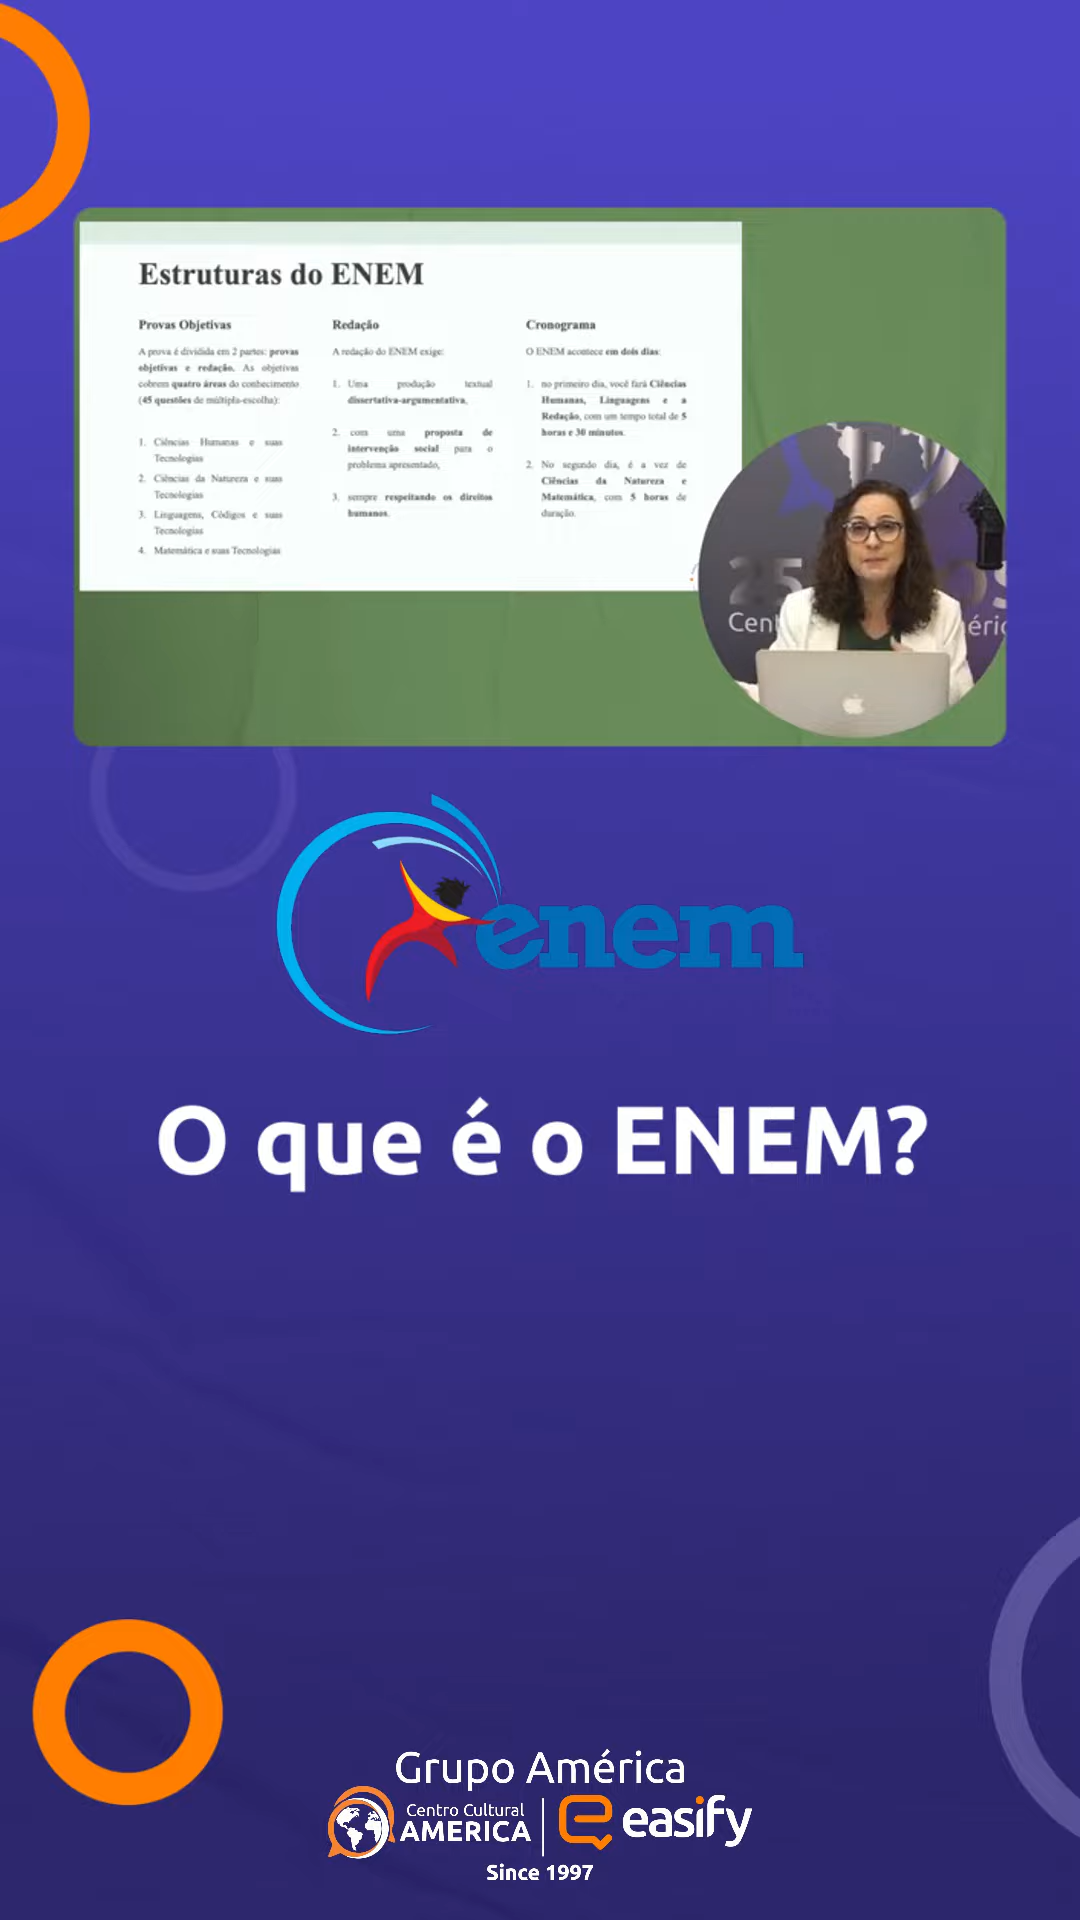 Estruturas do ENEM
Provas Objetivas
A prova é dividida em 2 partes: provas
objetivas e redação. As objetivas
cobrem quatro áreas do conhecimento
(45 questões de múltipla-escolha):
1. Ciências Humanas e suas
Tecnologias
2. Ciências da Natureza e suas
Tecnologias
3. Linguagens, Códigos e suas
Tecnologias
4. Matemática e suas Tecnologias
Redação
A redação do ENEM exige:
1. Uma produção textual
dissertativa-argumentativa,
2. com uma proposta de
intervenção social para o
problema apresentado,
3. sempre respeitando os direitos
humanos.
Cronograma
O ENEM acontece em dois dias:
1. no primeiro dia, você fará Ciências
Humanas, Linguagens e a
Redação, com um tempo total de 5
horas e 30 minutos.
2. No segundo dia, é a vez de
Ciências da Natureza e
Matemática, com 5 horas de
duração.
25
Cen
éric
enem
O que é o ENEM?
Grupo América
Centro Cultural
AMERICA
easify
Since 1997